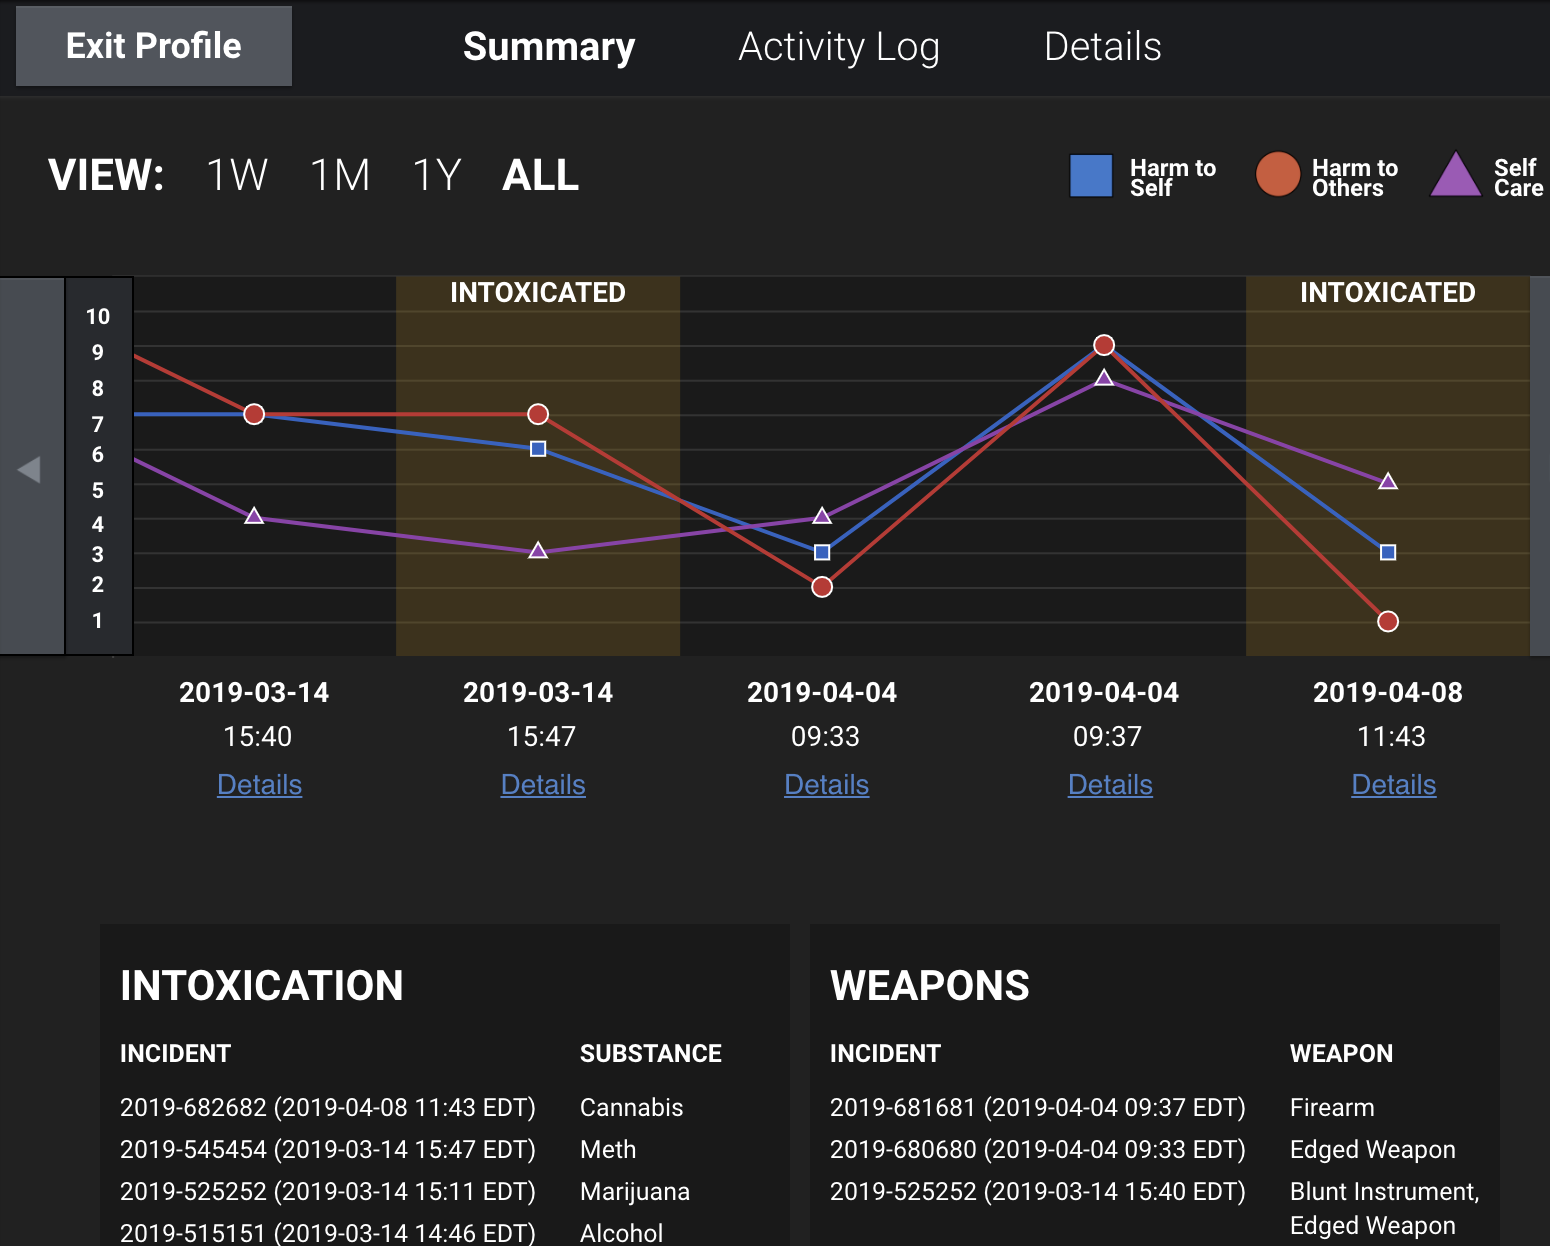 Exit Profile Summary Activity Log Details
VIEW: 1W 1M 1Y ALL
Harm to Self
Harm to Others
Self Care
INTOXICATED INTOXICATED
10
9
8
7
6
5
4
3
2
1
2019-03-14 2019-03-14 2019-04-04 2019-04-04 2019-04-08
15:40 15:47 09:33 09:37 11:43
Details Details Details Details Details
INTOXICATION
INCIDENT SUBSTANCE
2019-682682 (2019-04-08 11:43 EDT) Cannabis
2019-545454 (2019-03-14 15:47 EDT) Meth
2019-525252 (2019-03-14 15:11 EDT) Marijuana
2019-515151 (2019-03-14 14:46 EDT) Alcohol
WEAPONS
INCIDENT WEAPON
2019-681681 (2019-04-04 09:37 EDT) Firearm
2019-680680 (2019-04-04 09:33 EDT) Edged Weapon
2019-525252 (2019-03-14 15:40 EDT) Blunt Instrument,
Edged Weapon